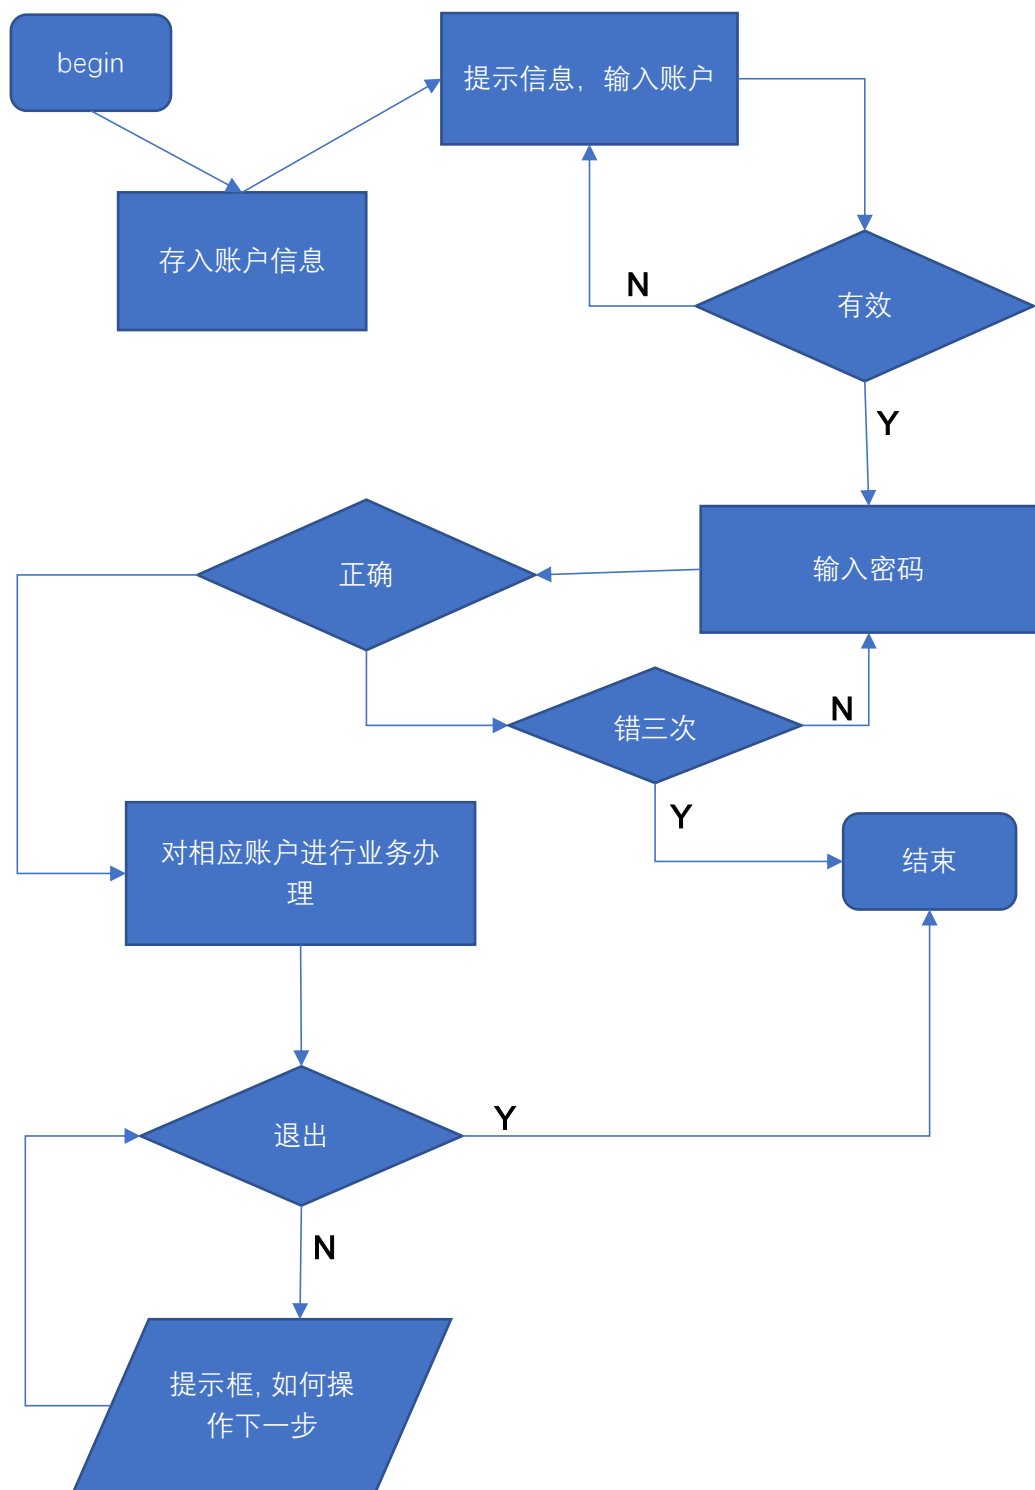 begin
提示信息，输入账户
存入账户信息
有效
N
Y
输入密码
正确
错三次
N
Y
对相应账户进行业务办
理
结束
退出
Y
N
提示框，如何操
作下一步